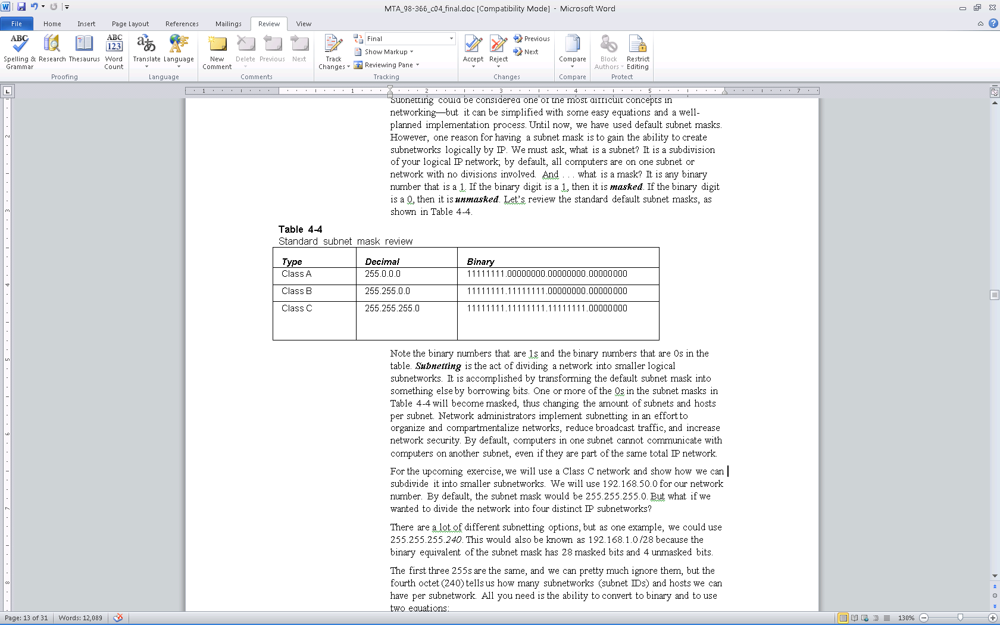 MTA_98-366_c04_final.doc [Compatibility Mode] - Microsoft Word
File Home Insert Page Layout References Mailings Review View
Spelling & Grammar
Research
Thesaurus
Word Count
Proofing
Translate
Language
Language
New Comment
Delete
Previous
Next
Comments
Track Changes
Final
Show Markup
Reviewing Pane
Tracking
Accept
Reject
Previous
Next
Changes
Compare
Compare
Block Authors
Restrict Editing
Protect
L
1 1 2 3 4 5 7
2
3
4
5
6
7
8
Subnetting could be considered one of the most difficult concepts in
networking—but it can be simplified with some easy equations and a well-
planned implementation process. Until now, we have used default subnet masks.
However, one reason for having a subnet mask is to gain the ability to create
subnetworks logically by IP. We must ask, what is a subnet? It is a subdivision
of your logical IP network; by default, all computers are on one subnet or
network with no divisions involved. And . . . what is a mask? It is any binary
number that is a 1. If the binary digit is a 1, then it is masked. If the binary digit
is a 0, then it is unmasked. Let's review the standard default subnet masks, as
shown in Table 4-4.
Table 4-4
Standard subnet mask review
Type Decimal Binary
Class A 255.0.0.0 11111111.00000000.00000000.00000000
Class B 255.255.0.0 11111111.11111111.00000000.00000000
Class C 255.255.255.0 11111111.11111111.11111111.00000000
Note the binary numbers that are 1s and the binary numbers that are 0s in the
table. Subnetting is the act of dividing a network into smaller logical
subnetworks. It is accomplished by transforming the default subnet mask into
something else by borrowing bits. One or more of the 0s in the subnet masks in
Table 4-4 will become masked, thus changing the amount of subnets and hosts
per subnet. Network administrators implement subnetting in an effort to
organize and compartmentalize networks, reduce broadcast traffic, and increase
network security. By default, computers in one subnet cannot communicate with
computers on another subnet, even if they are part of the same total IP network.
For the upcoming exercise, we will use a Class C network and show how we can
subdivide it into smaller subnetworks. We will use 192.168.50.0 for our network
number. By default, the subnet mask would be 255.255.255.0. But what if we
wanted to divide the network into four distinct IP subnetworks?
There are a lot of different subnetting options, but as one example, we could use
255.255.255.240. This would also be known as 192.168.1.0 /28 because the
binary equivalent of the subnet mask has 28 masked bits and 4 unmasked bits.
The first three 255s are the same, and we can pretty much ignore them, but the
fourth octet (240) tells us how many subnetworks (subnet IDs) and hosts we can
have per subnetwork. All you need is the ability to convert to binary and to use
two equations:
Page: 13 of 31 Words: 12,089 130%